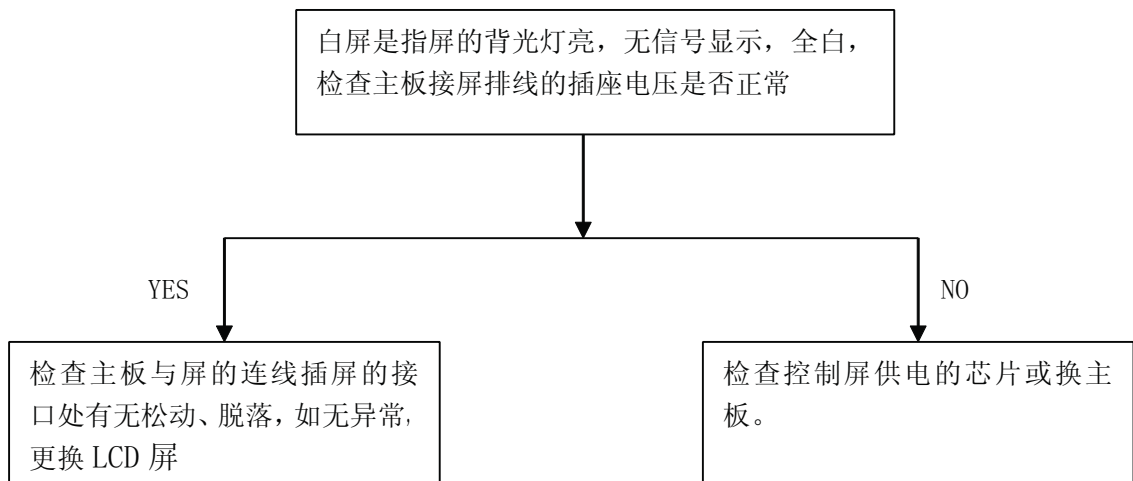 白屏是指屏的背光灯亮，无信号显示，全白，
检查主板接屏排线的插座电压是否正常
YES
NO
检查主板与屏的连线插屏的接
口处有无松动、脱落，如无异常，
更换 LCD 屏
检查控制屏供电的芯片或换主
板。